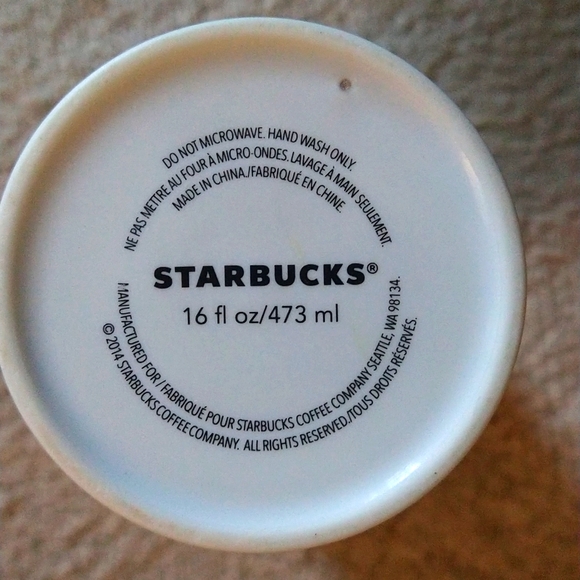 DO NOT MICROWAVE. HAND WASH ONLY.
NE PAS METTRE AU FOUR À MICRO-ONDES. LAVAGE À MAIN SEULEMENT.
MADE IN CHINA./FABRIQUÉ EN CHINE.
STARBUCKS®
16 fl oz/473 ml
MANUFACTURED FOR / FABRIQUÉ POUR STARBUCKS COFFEE COMPANY SEATTLE, WA 98134.
© 2014 STARBUCKS COFFEE COMPANY. ALL RIGHTS RESERVED./TOUS DROITS RÉSERVÉS.